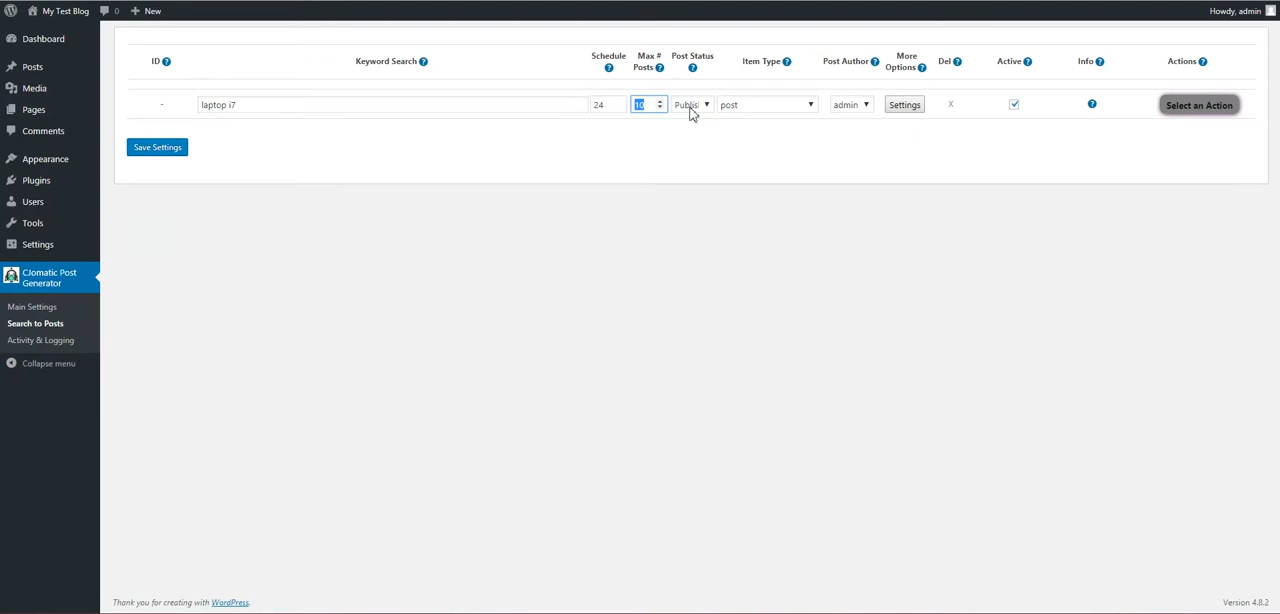 My Test Blog 0 New Howdy, admin
Dashboard
Posts
Media
Pages
Comments
Appearance
Plugins
Users
Tools
Settings
CJomatic Post
Generator
Main Settings
Search to Posts
Activity & Logging
Collapse menu
ID Keyword Search Schedule Max #
Posts Post Status Item Type Post Author More
Options Del Active Info Actions
- laptop i7 24 10 Publis post admin Settings X Select an Action
Save Settings
Thank you for creating with WordPress. Version 4.8.2